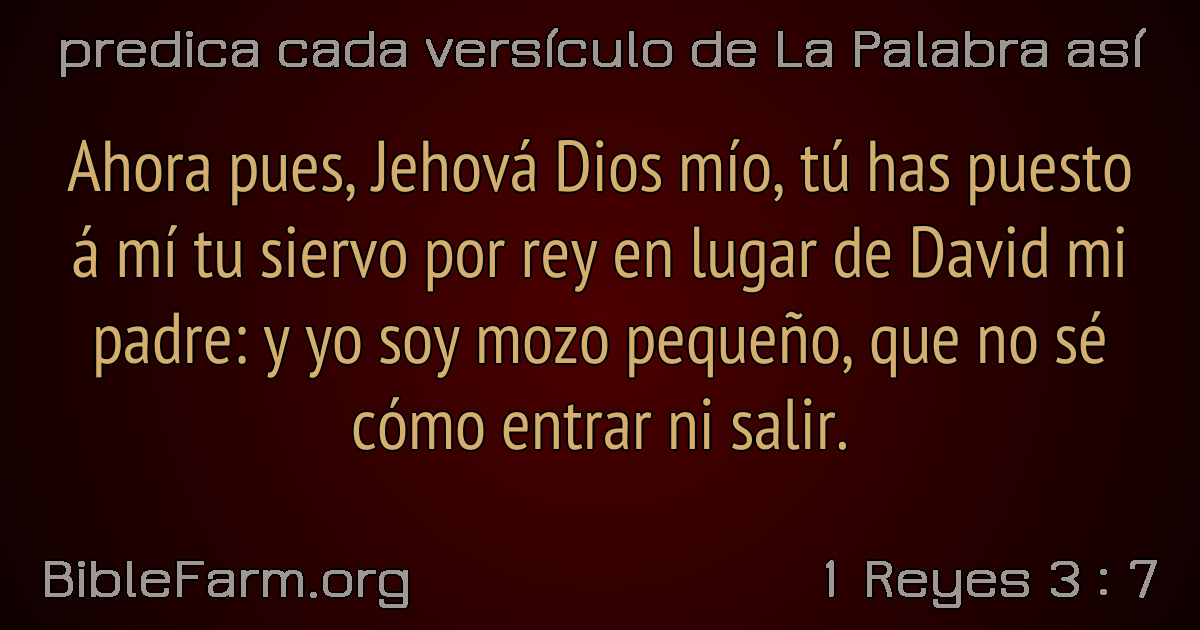 predica cada versículo de La Palabra así
Ahora pues, Jehová Dios mío, tú has puesto
á mí tu siervo por rey en lugar de David mi
padre: y yo soy mozo pequeño, que no sé
cómo entrar ni salir.
BibleFarm.org
1 Reyes 3 : 7